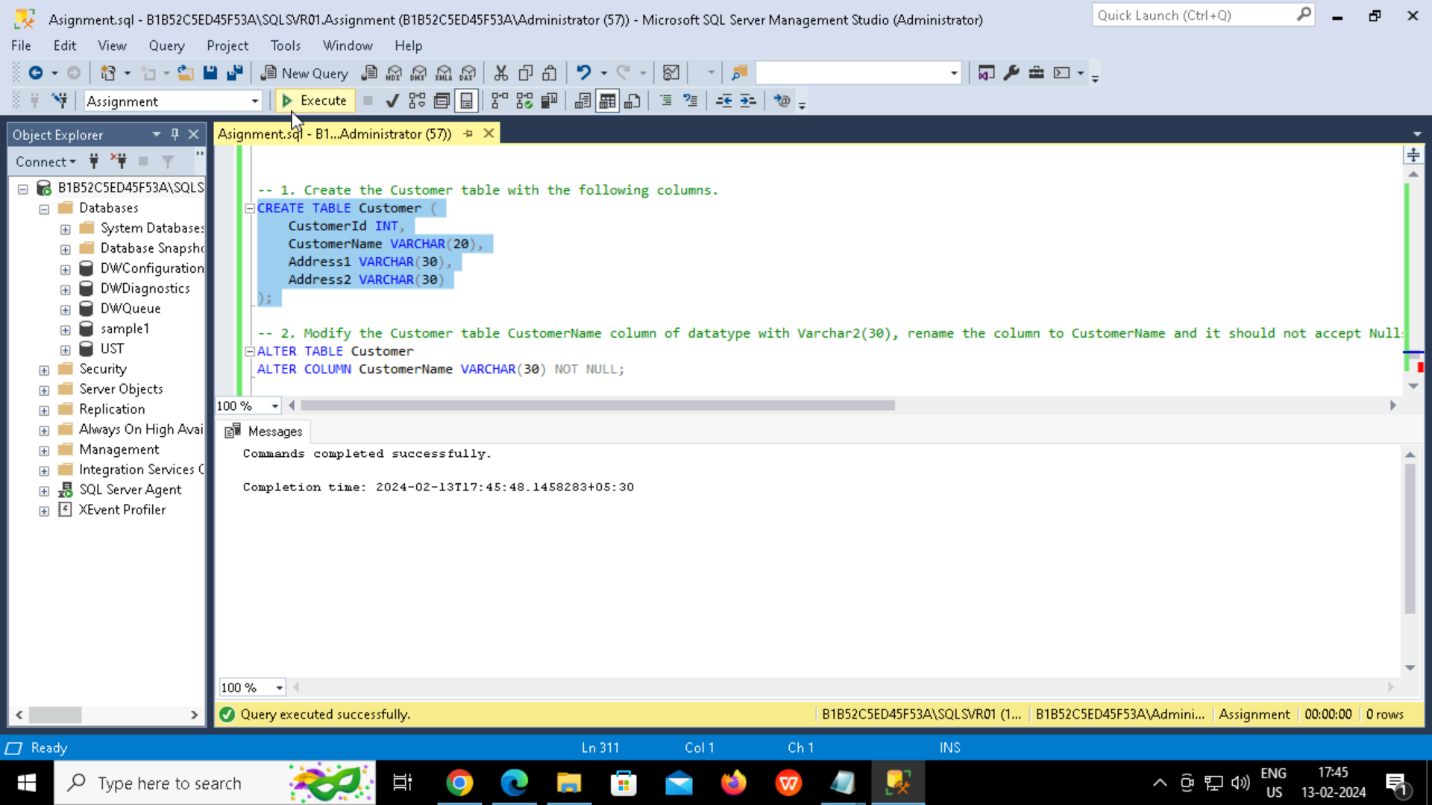 Asignment.sql - B1B52C5ED45F53A\SQLSVR01.Assignment (B1B52C5ED45F53A\Administrator (57)) - Microsoft SQL Server Management Studio (Administrator)
Quick Launch (Ctrl+Q)
File Edit View Query Project Tools Window Help
New Query MDX DMX XMLA DAX
Assignment Execute
Object Explorer
Asignment.sql - B1...Administrator (57))
Connect
B1B52C5ED45F53A\SQLS
Databases
System Databases
Database Snapsho
DWConfiguration
DWDiagnostics
DWQueue
sample1
UST
Security
Server Objects
Replication
Always On High Avai
Management
Integration Services C
SQL Server Agent
XEvent Profiler
-- 1. Create the Customer table with the following columns.
CREATE TABLE Customer (
CustomerId INT,
CustomerName VARCHAR(20),
Address1 VARCHAR(30),
Address2 VARCHAR(30)
);
-- 2. Modify the Customer table CustomerName column of datatype with Varchar2(30), rename the column to CustomerName and it should not accept Nulls
ALTER TABLE Customer
ALTER COLUMN CustomerName VARCHAR(30) NOT NULL;
100 %
Messages
Commands completed successfully.
Completion time: 2024-02-13T17:45:48.1458283+05:30
100 %
Query executed successfully. B1B52C5ED45F53A\SQLSVR01 (1... B1B52C5ED45F53A\Admini... Assignment 00:00:00 0 rows
Ready Ln 311 Col 1 Ch 1 INS
Type here to search
ENG
US
17:45
13-02-2024
1